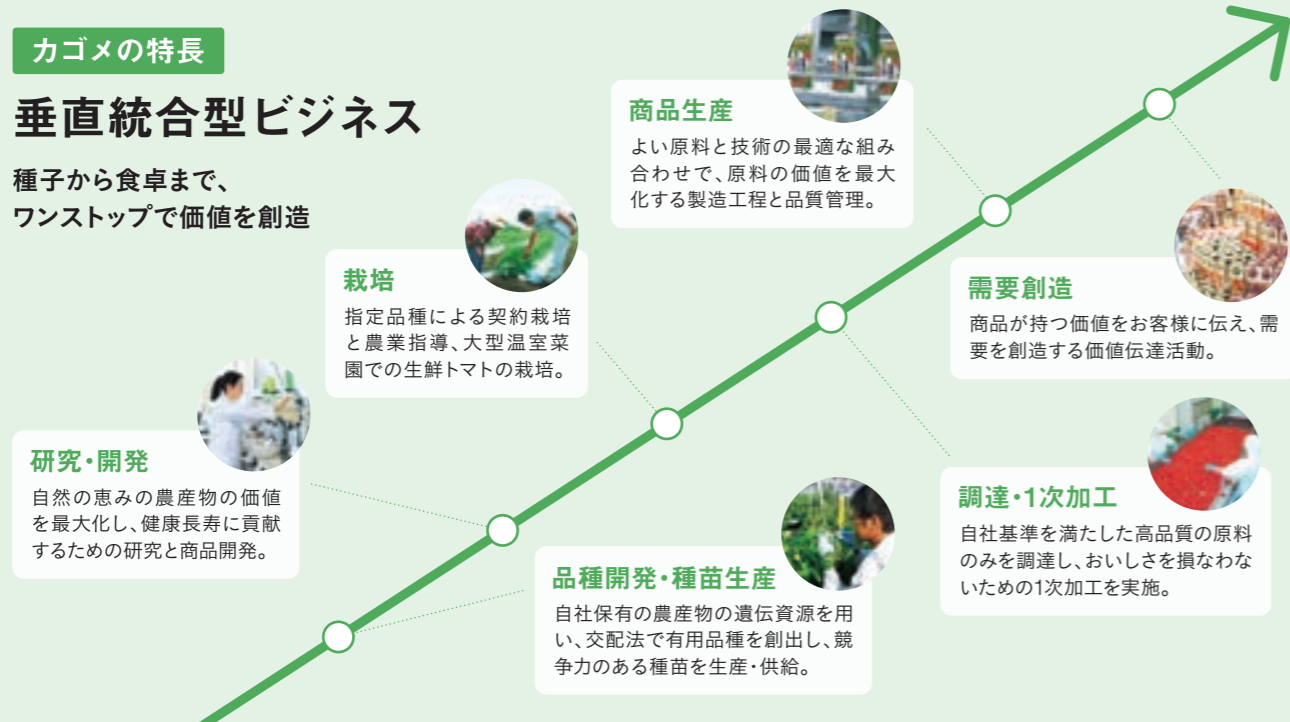 カゴメの特長
垂直統合型ビジネス
種子から食卓まで、
ワンストップで価値を創造
商品生産
よい原料と技術の最適な組み
合わせで、原料の価値を最大
化する製造工程と品質管理。
栽培
指定品種による契約栽培
と農業指導、大型温室菜
園での生鮮トマトの栽培。
需要創造
商品が持つ価値をお客様に伝え、需
要を創造する価値伝達活動。
研究・開発
自然の恵みの農産物の価値
を最大化し、健康長寿に貢献
するための研究と商品開発。
調達・1次加工
自社基準を満たした高品質の原料
のみを調達し、おいしさを損なわな
いための1次加工を実施。
品種開発・種苗生産
自社保有の農産物の遺伝資源を用
い、交配法で有用品種を創出し、競
争力のある種苗を生産・供給。